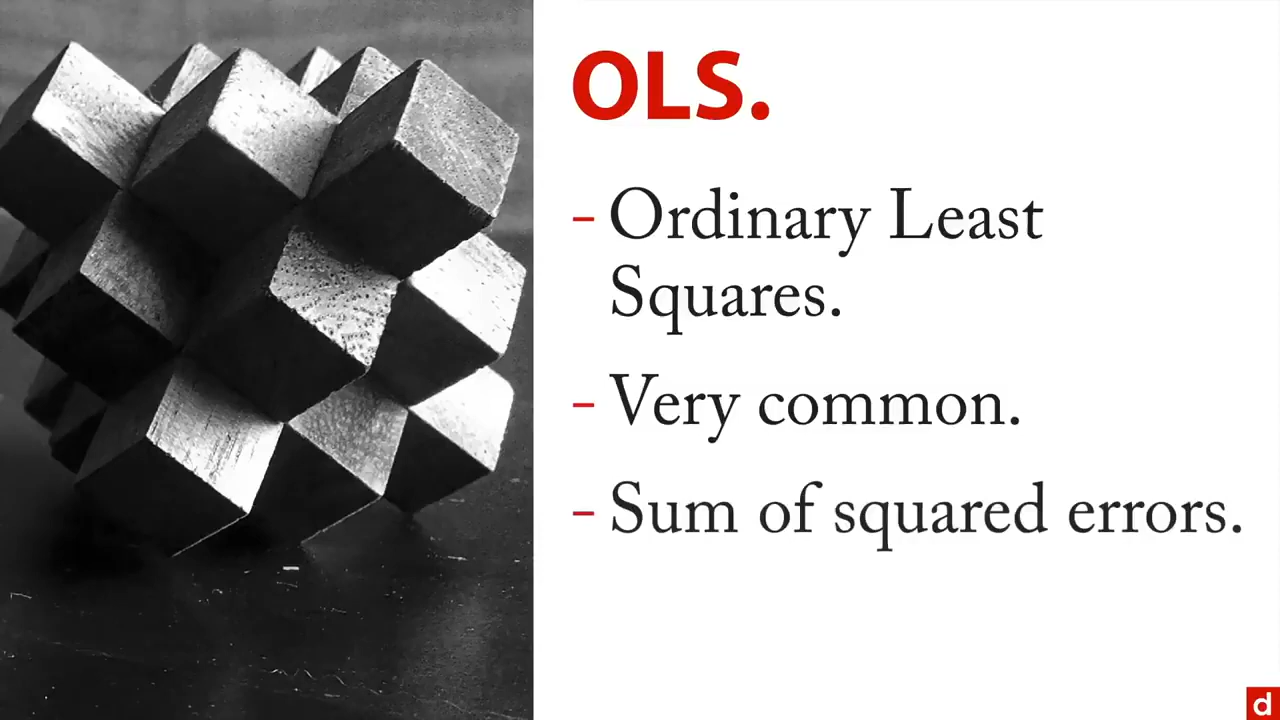 OLS.
- Ordinary Least
Squares.
- Very common.
- Sum of squared errors.
d